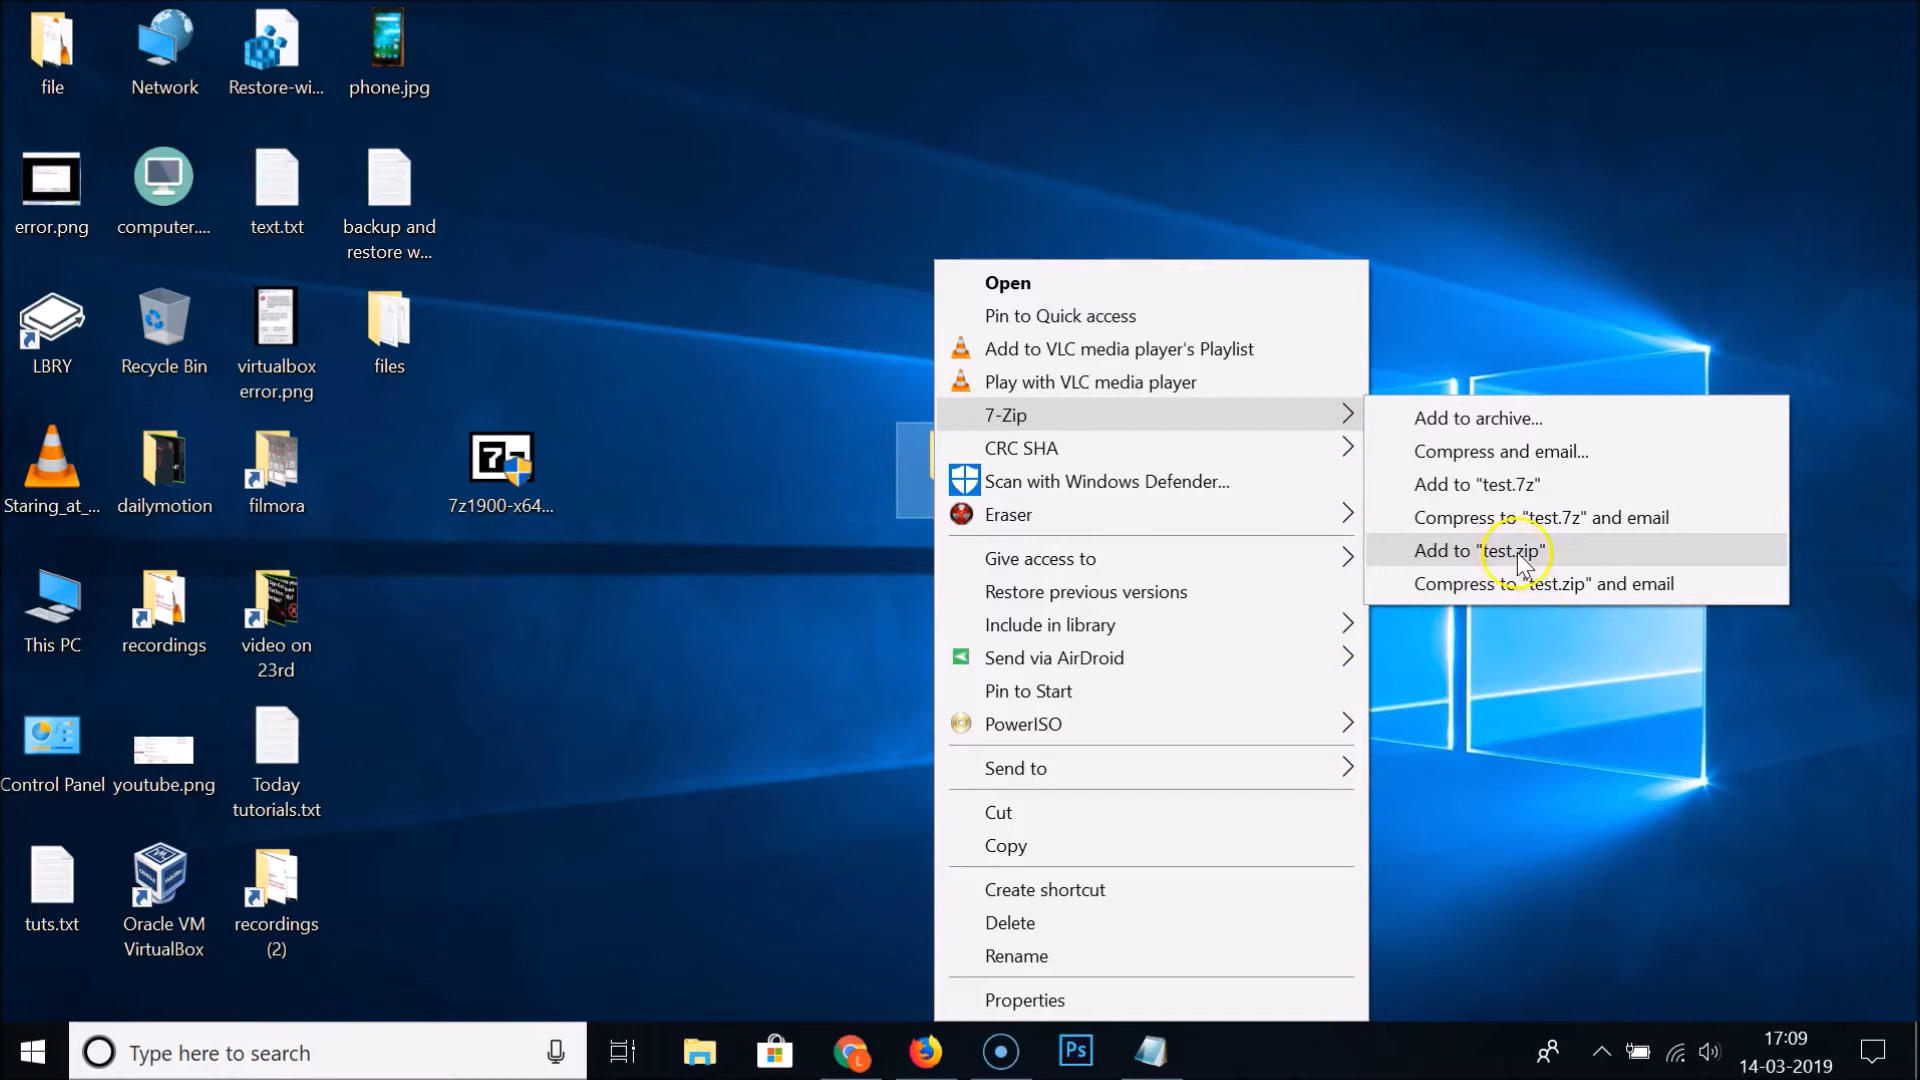 file
Network
Restore-wi...
phone.jpg
error.png
computer....
text.txt
backup and
restore w...
LBRY
Recycle Bin
virtualbox
error.png
files
Staring_at_...
dailymotion
filmora
7z1900-x64...
This PC
recordings
video on
23rd
Control Panel
youtube.png
Today
tutorials.txt
tuts.txt
Oracle VM
VirtualBox
recordings
(2)
Open
Pin to Quick access
Add to VLC media player's Playlist
Play with VLC media player
7-Zip
CRC SHA
Scan with Windows Defender...
Eraser
Give access to
Restore previous versions
Include in library
Send via AirDroid
Pin to Start
PowerISO
Send to
Cut
Copy
Create shortcut
Delete
Rename
Properties
Add to archive...
Compress and email...
Add to "test.7z"
Compress to "test.7z" and email
Add to "test.zip"
Compress to "test.zip" and email
Type here to search
L
Ps
17:09
14-03-2019